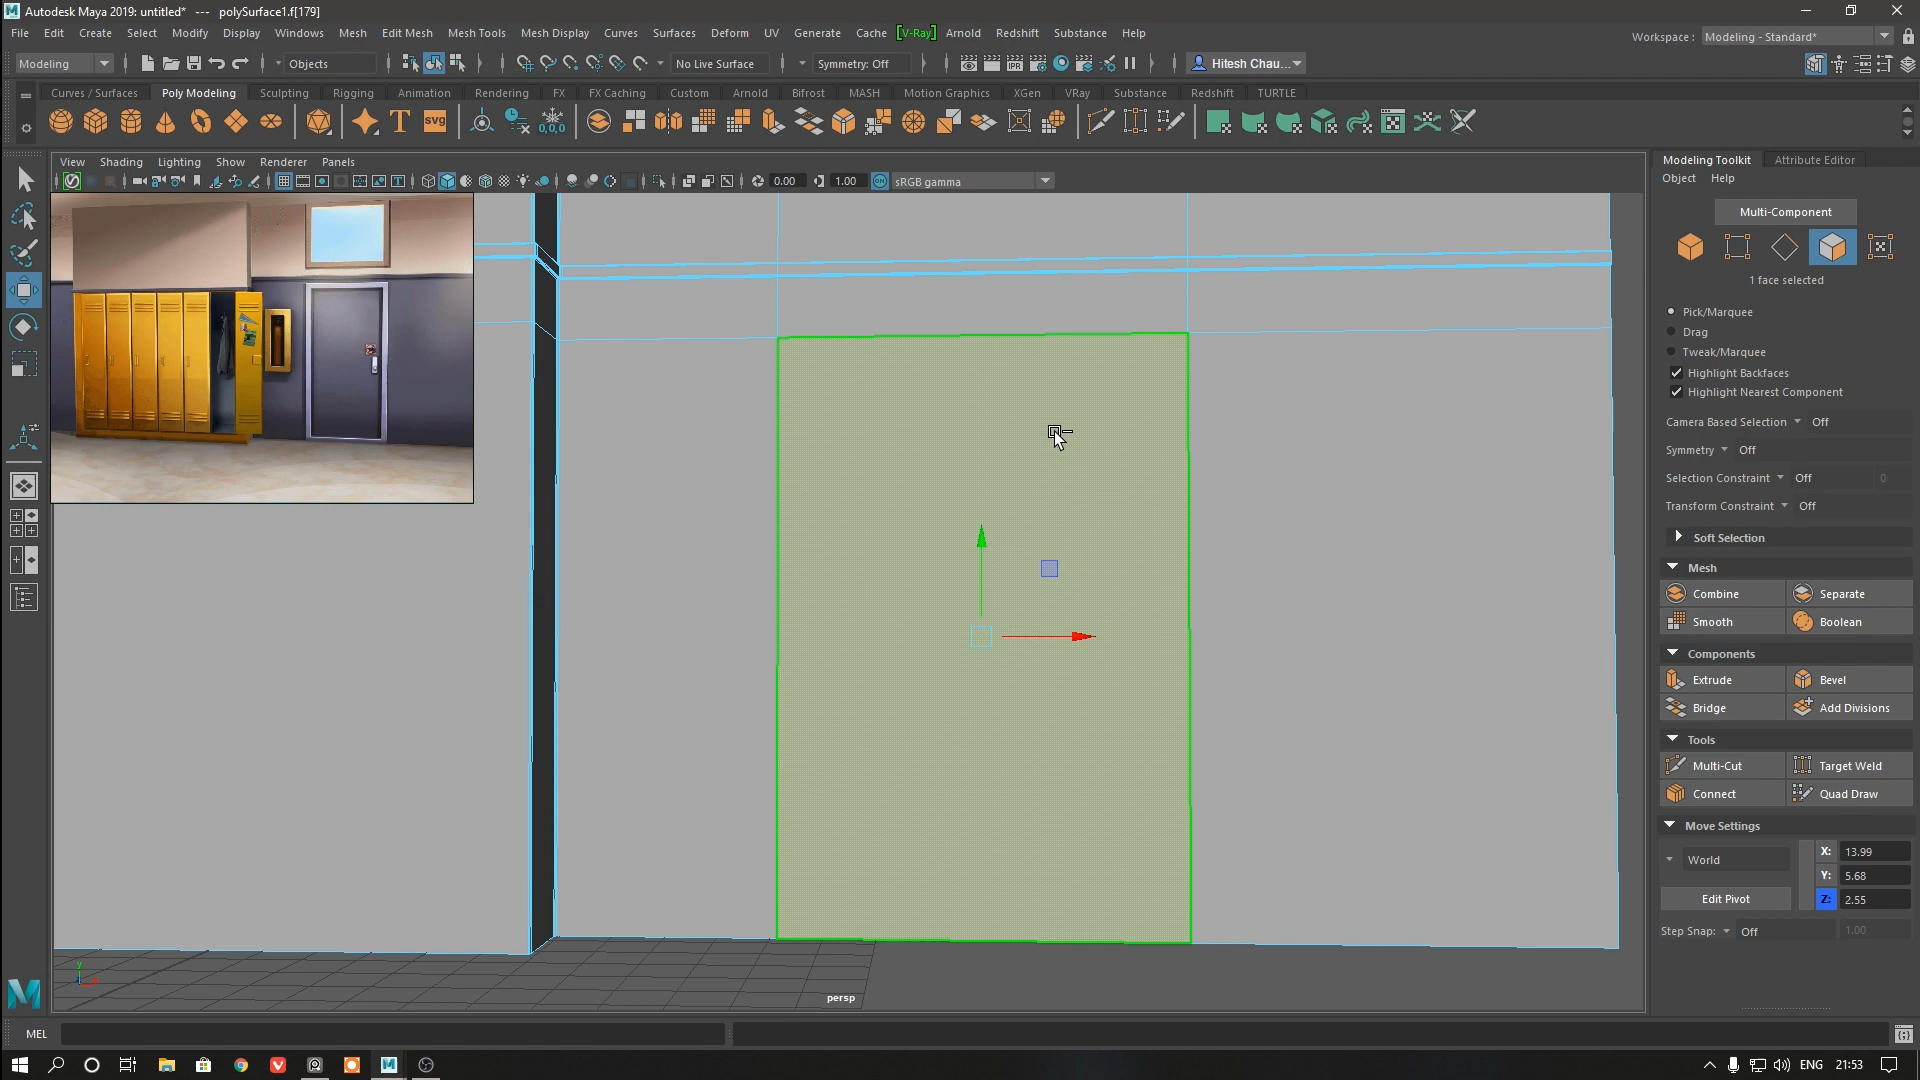 Autodesk Maya 2019: untitled*   ---   polySurface1.f[179]
File Edit Create Select Modify Display Windows Mesh Edit Mesh Mesh Tools Mesh Display Curves Surfaces Deform UV Generate Cache [V-Ray] Arnold Redshift Substance Help
Workspace : Modeling - Standard*
Modeling Objects No Live Surface Symmetry: Off Hitesh Chau...
Curves / Surfaces Poly Modeling Sculpting Rigging Animation Rendering FX FX Caching Custom Arnold Bifrost MASH Motion Graphics XGen VRay Substance Redshift TURTLE
T SVG 0,0,0
View Shading Lighting Show Renderer Panels
0.00 1.00 ON sRGB gamma
Modeling Toolkit Attribute Editor
Object Help
Multi-Component
1 face selected
Pick/Marquee
Drag
Tweak/Marquee
Highlight Backfaces
Highlight Nearest Component
Camera Based Selection Off
Symmetry Off
Selection Constraint Off 0
Transform Constraint Off
Soft Selection
Mesh
Combine Separate
Smooth Boolean
Components
Extrude Bevel
Bridge Add Divisions
Tools
Multi-Cut Target Weld
Connect Quad Draw
Move Settings
World X: 13.99
Y: 5.68
Edit Pivot Z: 2.55
Step Snap: Off 1.00
y
persp
MEL
ENG 21:53